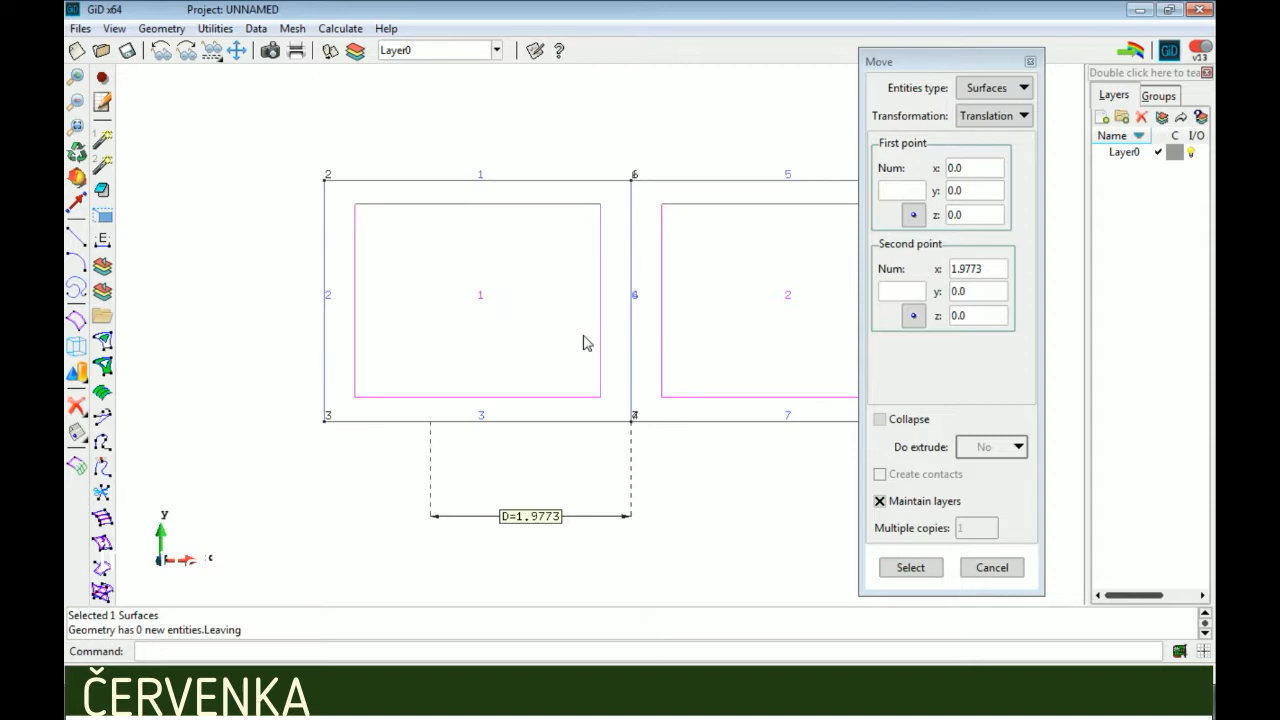 GiD x64 Project: UNNAMED
Files View Geometry Utilities Data Mesh Calculate Help
Layer0
GiD
v13
Move
Entities type: Surfaces
Transformation: Translation
First point
Num: x: 0.0
y: 0.0
z: 0.0
Second point
Num: x: 1.9773
y: 0.0
z: 0.0
Collapse
Do extrude: No
Create contacts
Maintain layers
Multiple copies: 1
Select Cancel
Double click here to tea
Layers Groups
Name C I/O
Layer0
2 1 5
2 1 2
3 3 7
D=1.9773
y
Selected 1 Surfaces
Geometry has 0 new entities.Leaving
Command:
ČERVENKA